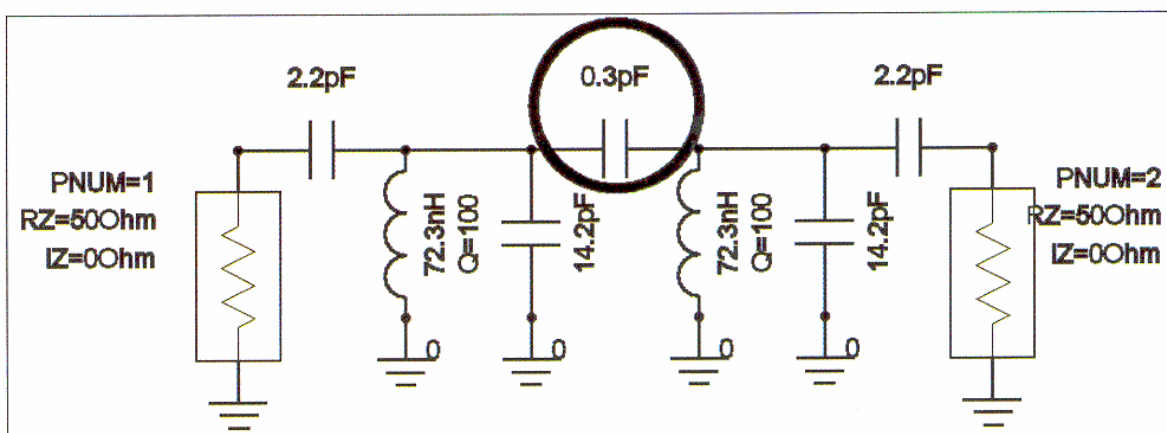 2.2pF
0.3pF
2.2pF
PNUM=1
RZ=50Ohm
IZ=0Ohm
72.3nH
Q=100
14.2pF
72.3nH
Q=100
14.2pF
PNUM=2
RZ=50Ohm
IZ=0Ohm
0
0
0
0